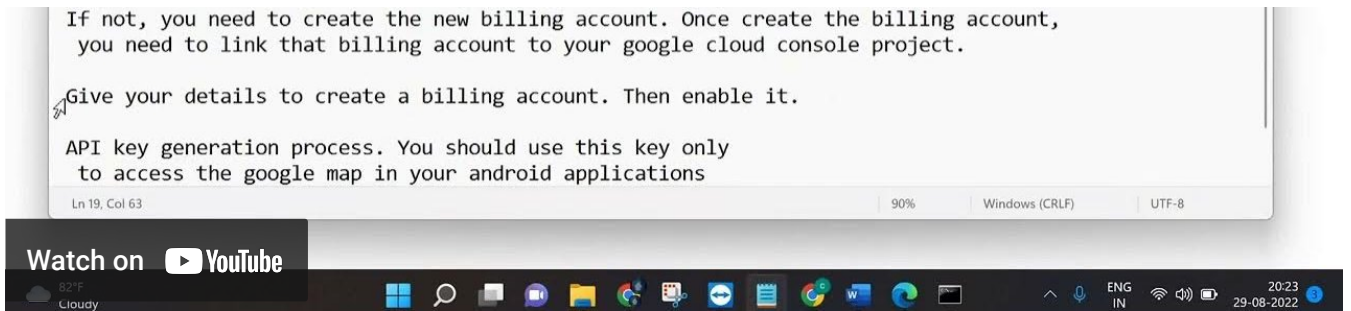 If not, you need to create the new billing account. Once create the billing account,
you need to link that billing account to your google cloud console project.
Give your details to create a billing account. Then enable it.
API key generation process. You should use this key only
to access the google map in your android applications
Ln 19, Col 63
90%
Windows (CRLF)
UTF-8
Watch on YouTube
82°F
Cloudy
ENG
IN
20:23
29-08-2022
3